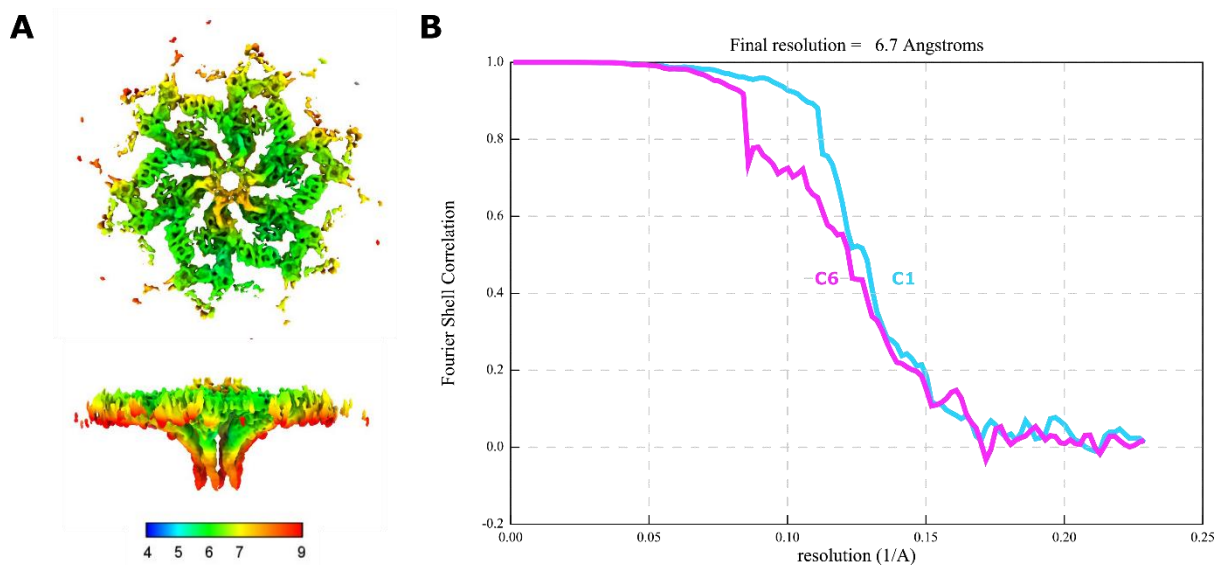 A
B
Final resolution =   6.7 Angstroms
Fourier Shell Correlation
1.0
0.8
0.6
0.4
0.2
0.0
-0.2
C6
C1
0.00
0.05
0.10
0.15
0.20
0.25
resolution (1/A)
4 5 6 7 9